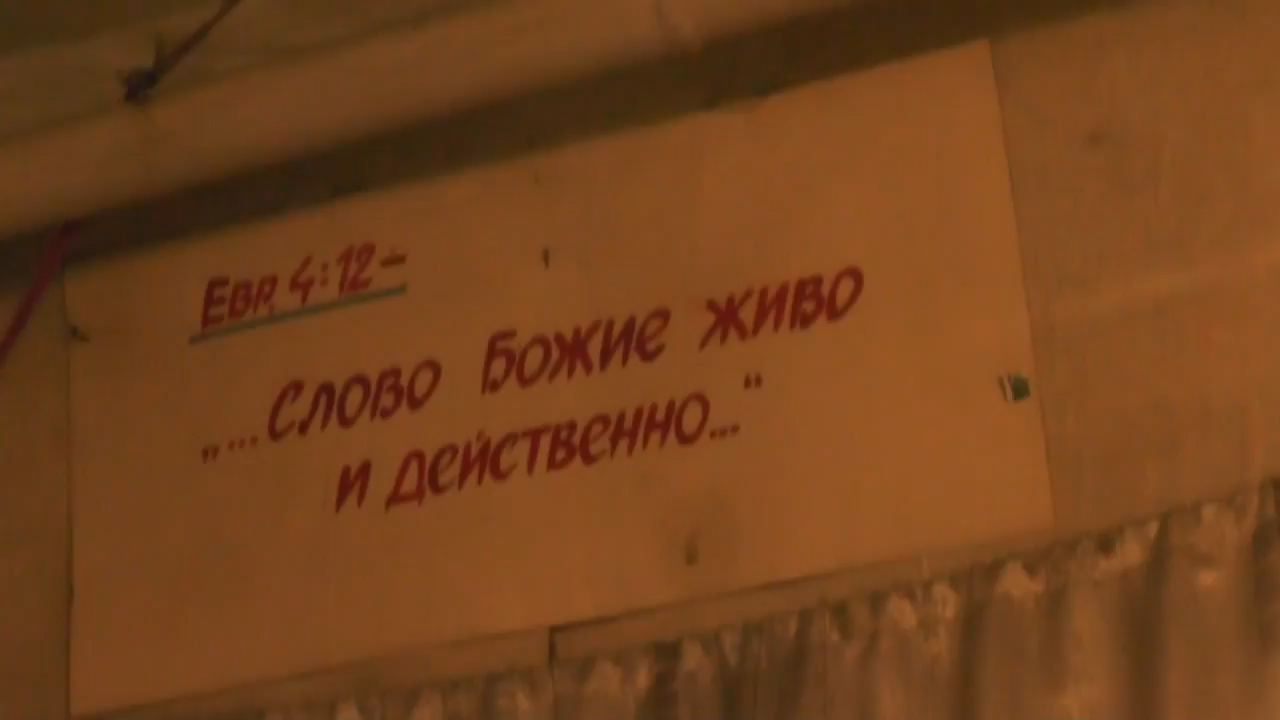 Евр. 4:12-
„...Слово Божие живо
и действенно...“